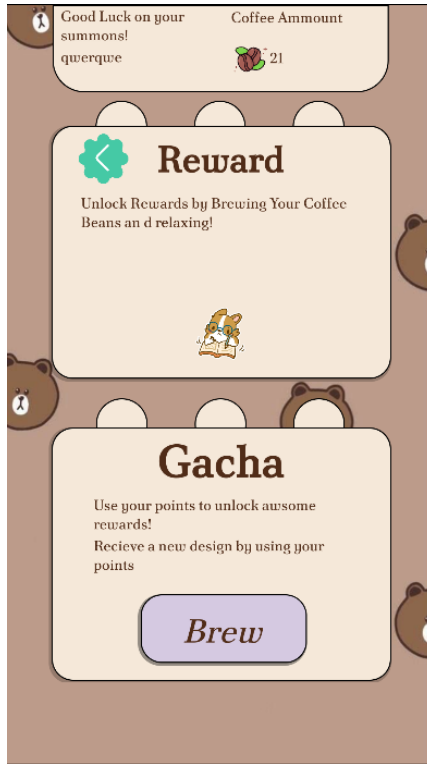 Good Luck on your
summons!
qwerqwe
Coffee Ammount
21
Reward
Unlock Rewards by Brewing Your Coffee
Beans an d relaxing!
Gacha
Use your points to unlock awsome
rewards!
Recieve a new design by using your
points
Brew